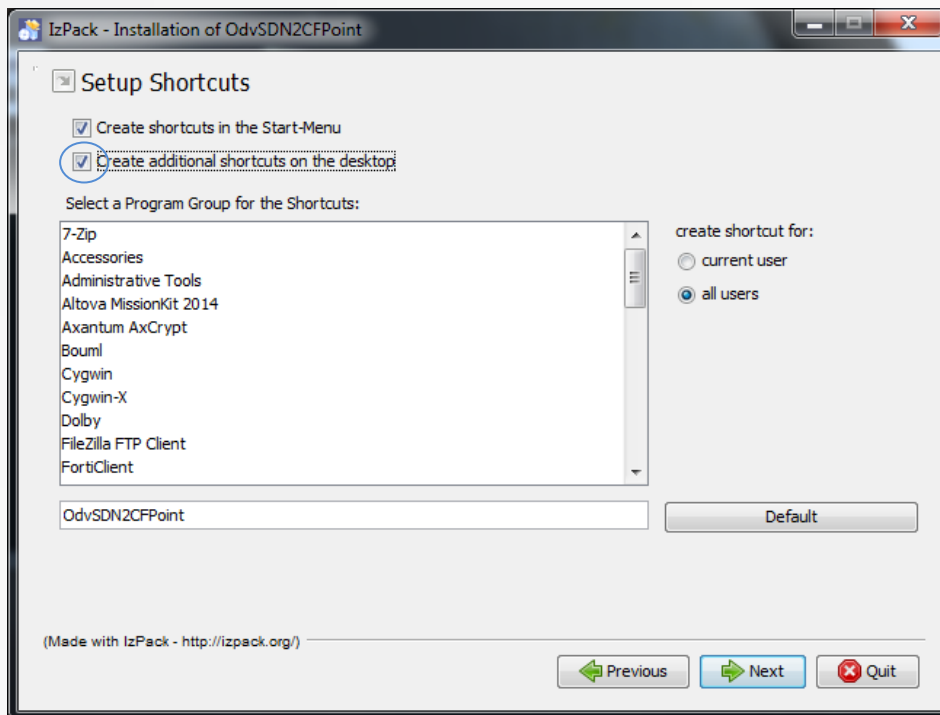 IzPack - Installation of OdvSDN2CFPoint
Setup Shortcuts
Create shortcuts in the Start-Menu
Create additional shortcuts on the desktop
Select a Program Group for the Shortcuts:
7-Zip
Accessories
Administrative Tools
Altova MissionKit 2014
Axantum AxCrypt
Bouml
Cygwin
Cygwin-X
Dolby
FileZilla FTP Client
FortiClient
create shortcut for:
current user
all users
OdvSDN2CFPoint
Default
(Made with IzPack - http://izpack.org/)
Previous
Next
Quit